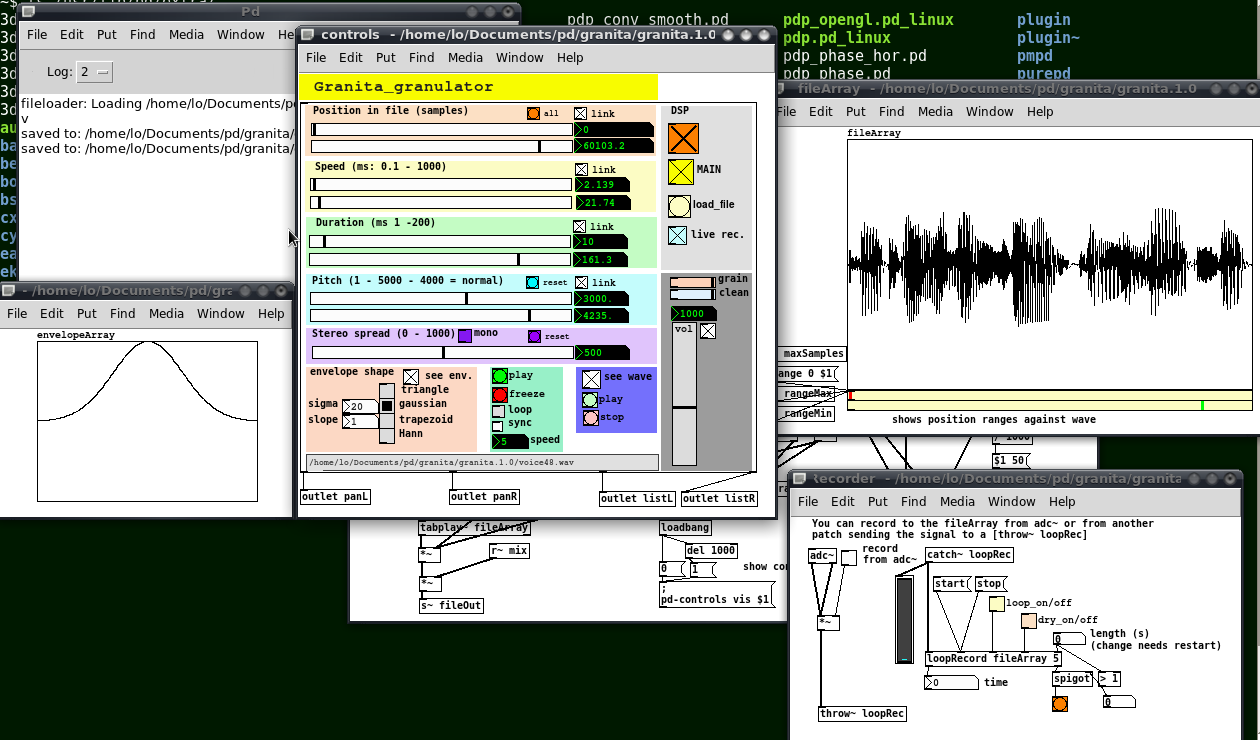 pdp_conv_smooth.pd pdp_opengl.pd_linux plugin
pdp.pd_linux plugin~
pdp_phase_hor.pd pmpd
pdp_phase.pd purepd
Pd
File Edit Put Find Media Window
Log: 2
fileloader: Loading /home/lo/Documents/pd
v
saved to: /home/lo/Documents/pd/granita/
saved to: /home/lo/Documents/pd/granita/
controls - /home/lo/Documents/pd/granita/granita.1.0
File Edit Put Find Media Window Help
Granita_granulator
Position in file (samples) all link
0
60103.2
Speed (ms: 0.1 - 1000) link
2.139
21.74
Duration (ms 1 -200) link
10
161.3
Pitch (1 - 5000 - 4000 = normal) reset link
3000.
4235.
Stereo spread (0 - 1000) mono reset
500
envelope shape see env.
triangle
sigma 20 gaussian
slope 1 trapezoid
Hann
play
freeze
loop
sync
5 speed
see wave
play
stop
/home/lo/Documents/pd/granita/granita.1.0/voice48.wav
DSP
MAIN
load_file
live rec.
grain
clean
1000
vol
outlet panL outlet panR outlet listL outlet listR
- /home/lo/Documents/pd/gra
File Edit Put Find Media Window Help
envelopeArray
fileArray - /home/lo/Documents/pd/granita/granita.1.0
File Edit Put Find Media Window Help
fileArray
maxSamples
ange 0 $1
rangeMax
rangeMin
shows position ranges against wave
$1 50
tabplay~ fileArray
*~ r~ mix
*~
s~ fileOut
loadbang
del 1000
0 1 show con
;
pd-controls vis $1
Recorder - /home/lo/Documents/pd/granita/granita
File Edit Put Find Media Window Help
You can record to the fileArray from adc~ or from another
patch sending the signal to a [throw~ loopRec]
adc~ record
from adc~
catch~ loopRec
start stop
loop_on/off
dry_on/off
*~
0 length (s)
(change needs restart)
loopRecord fileArray 5
0 time
spigot > 1
0
throw~ loopRec